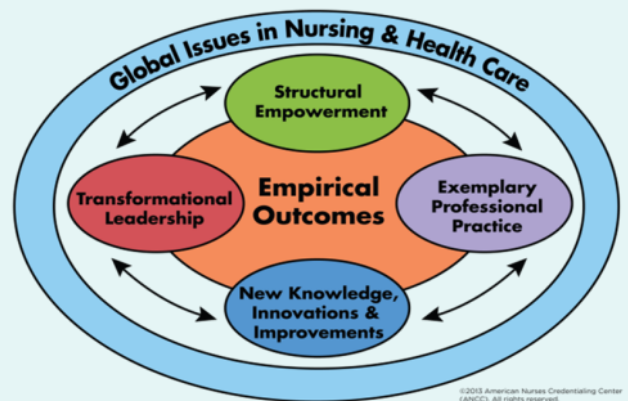 Global Issues in Nursing & Health Care
Structural
Empowerment
Transformational
Leadership
Empirical
Outcomes
Exemplary
Professional
Practice
New Knowledge,
Innovations &
Improvements
©2013 American Nurses Credentialing Center
(ANCC). All rights reserved.